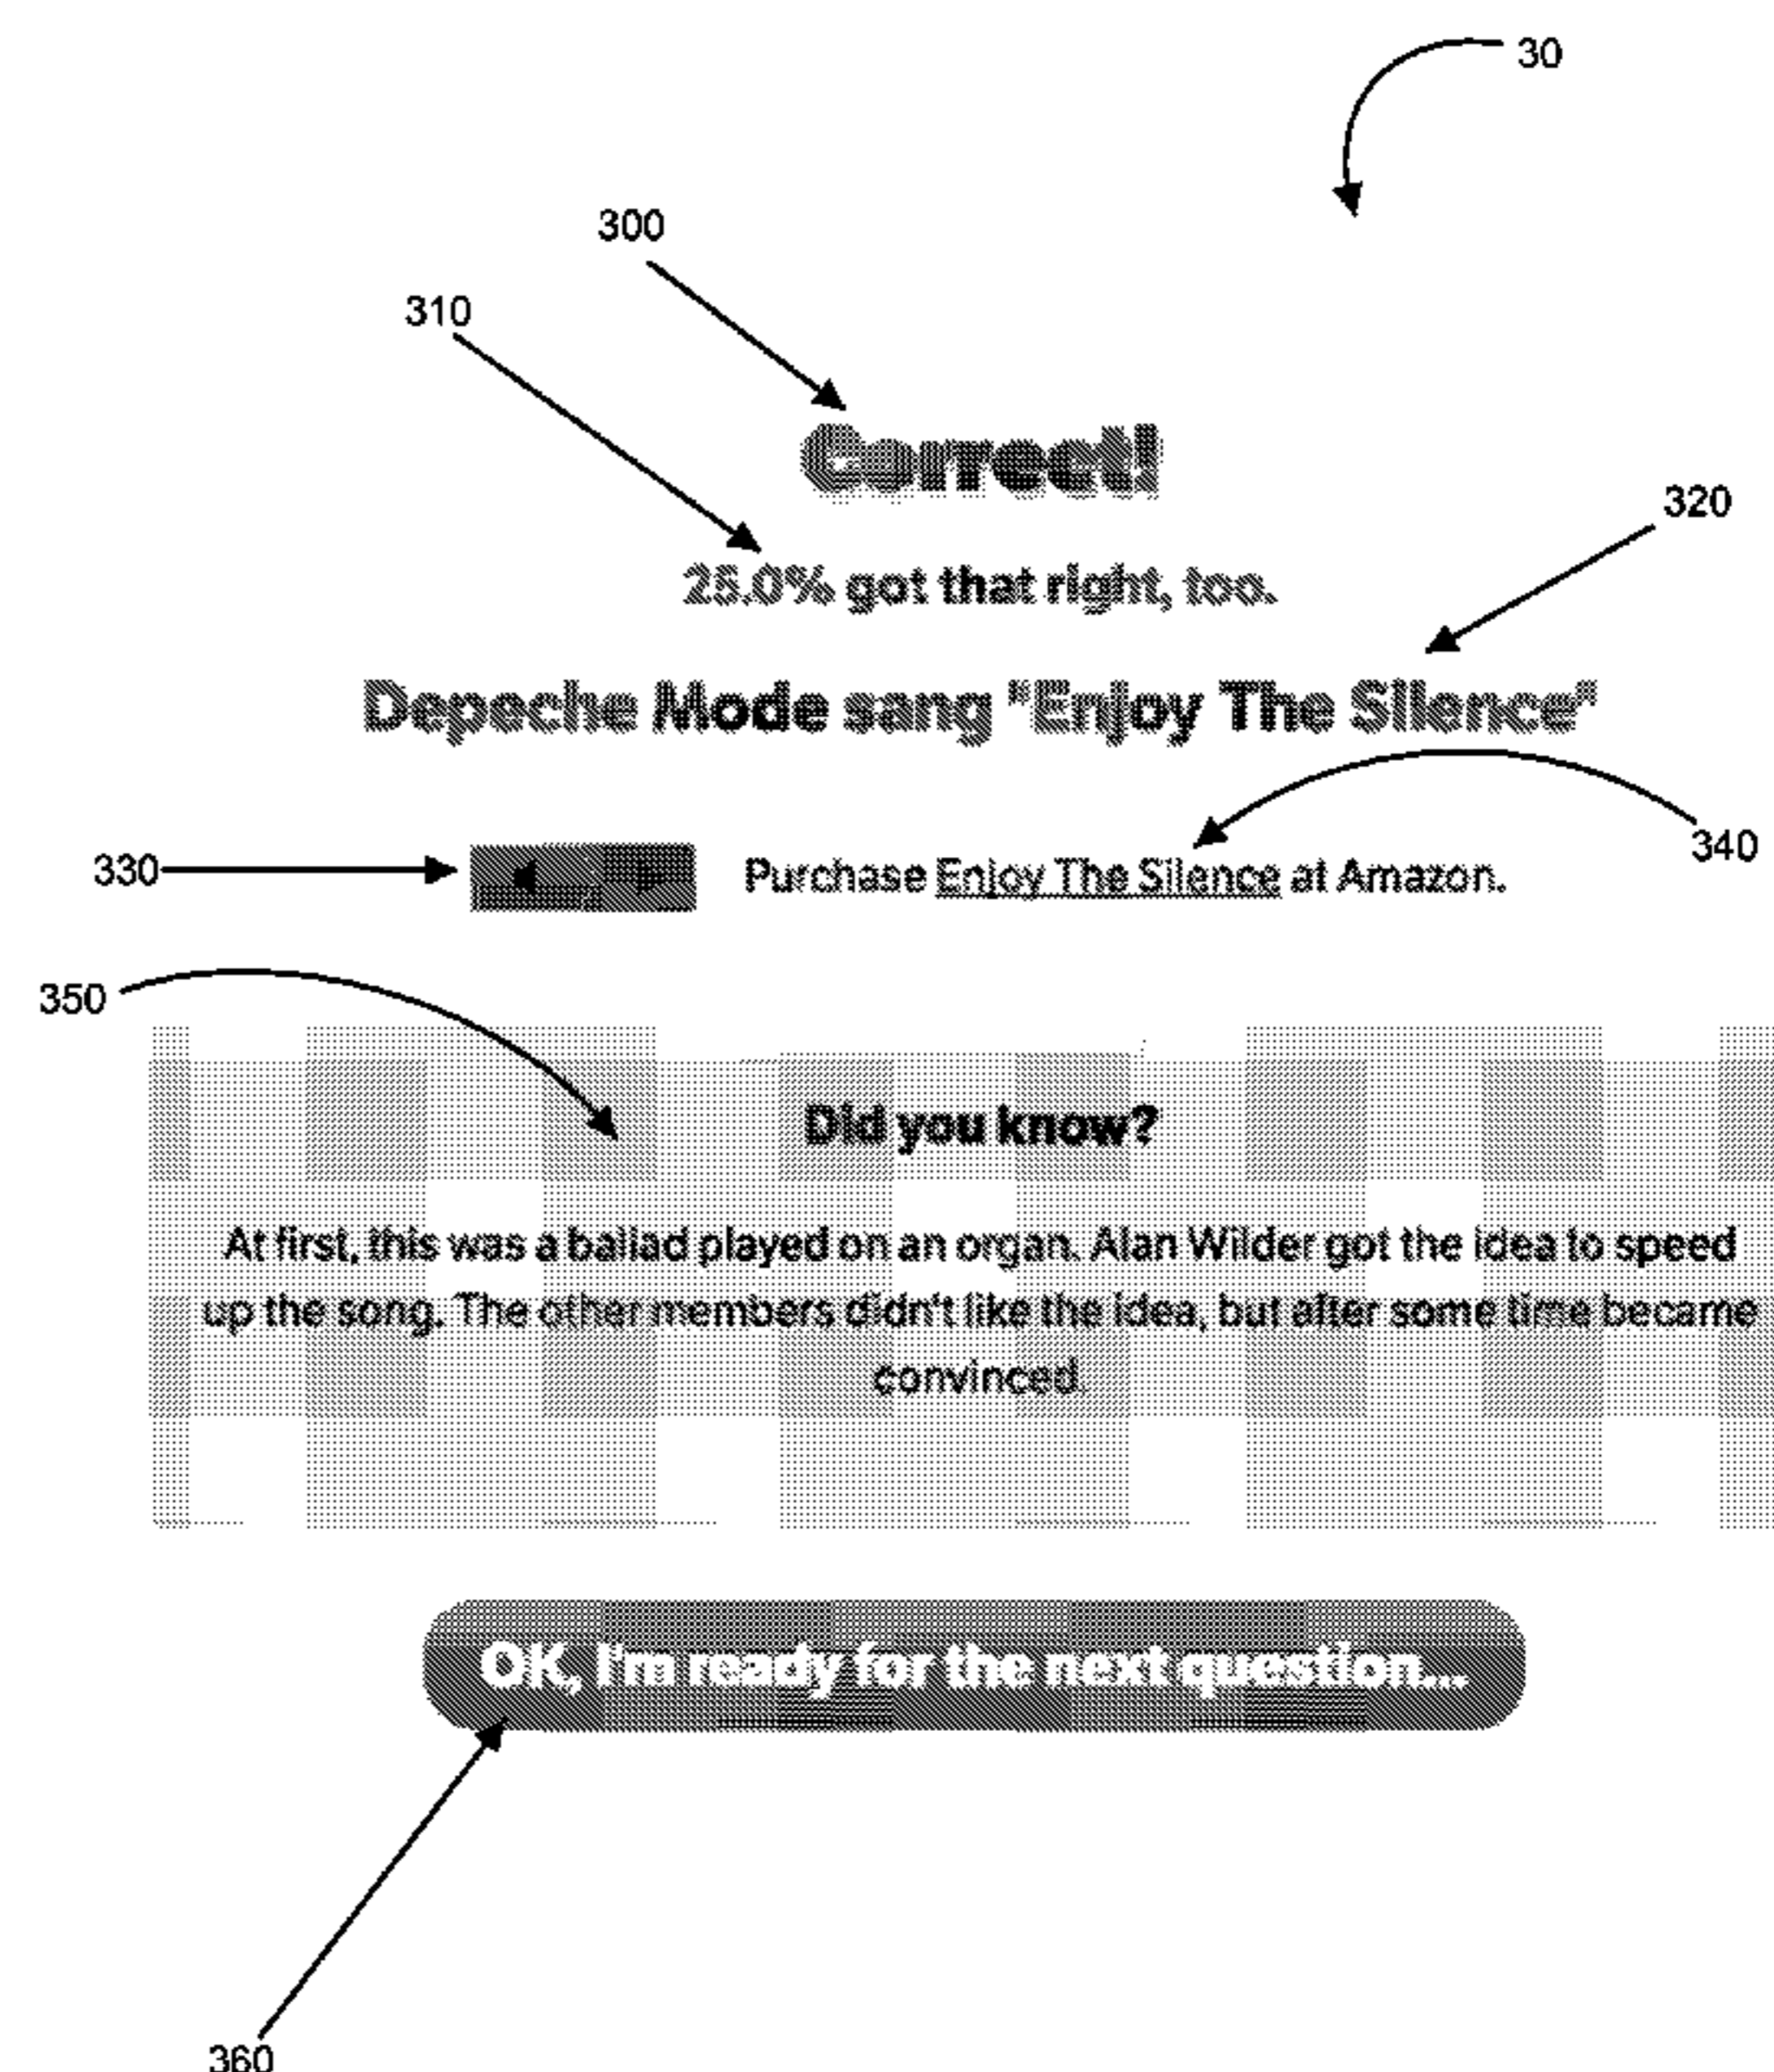 30
300
310
Correct!
320
25.0% got that right, too.
Depeche Mode sang "Enjoy The Silence"
330
Purchase Enjoy The Silence at Amazon.
340
350
Did you know?
At first, this was a ballad played on an organ. Alan Wilder got the idea to speed
up the song. The other members didn't like the idea, but after some time became
convinced.
OK, I'm ready for the next question...
360